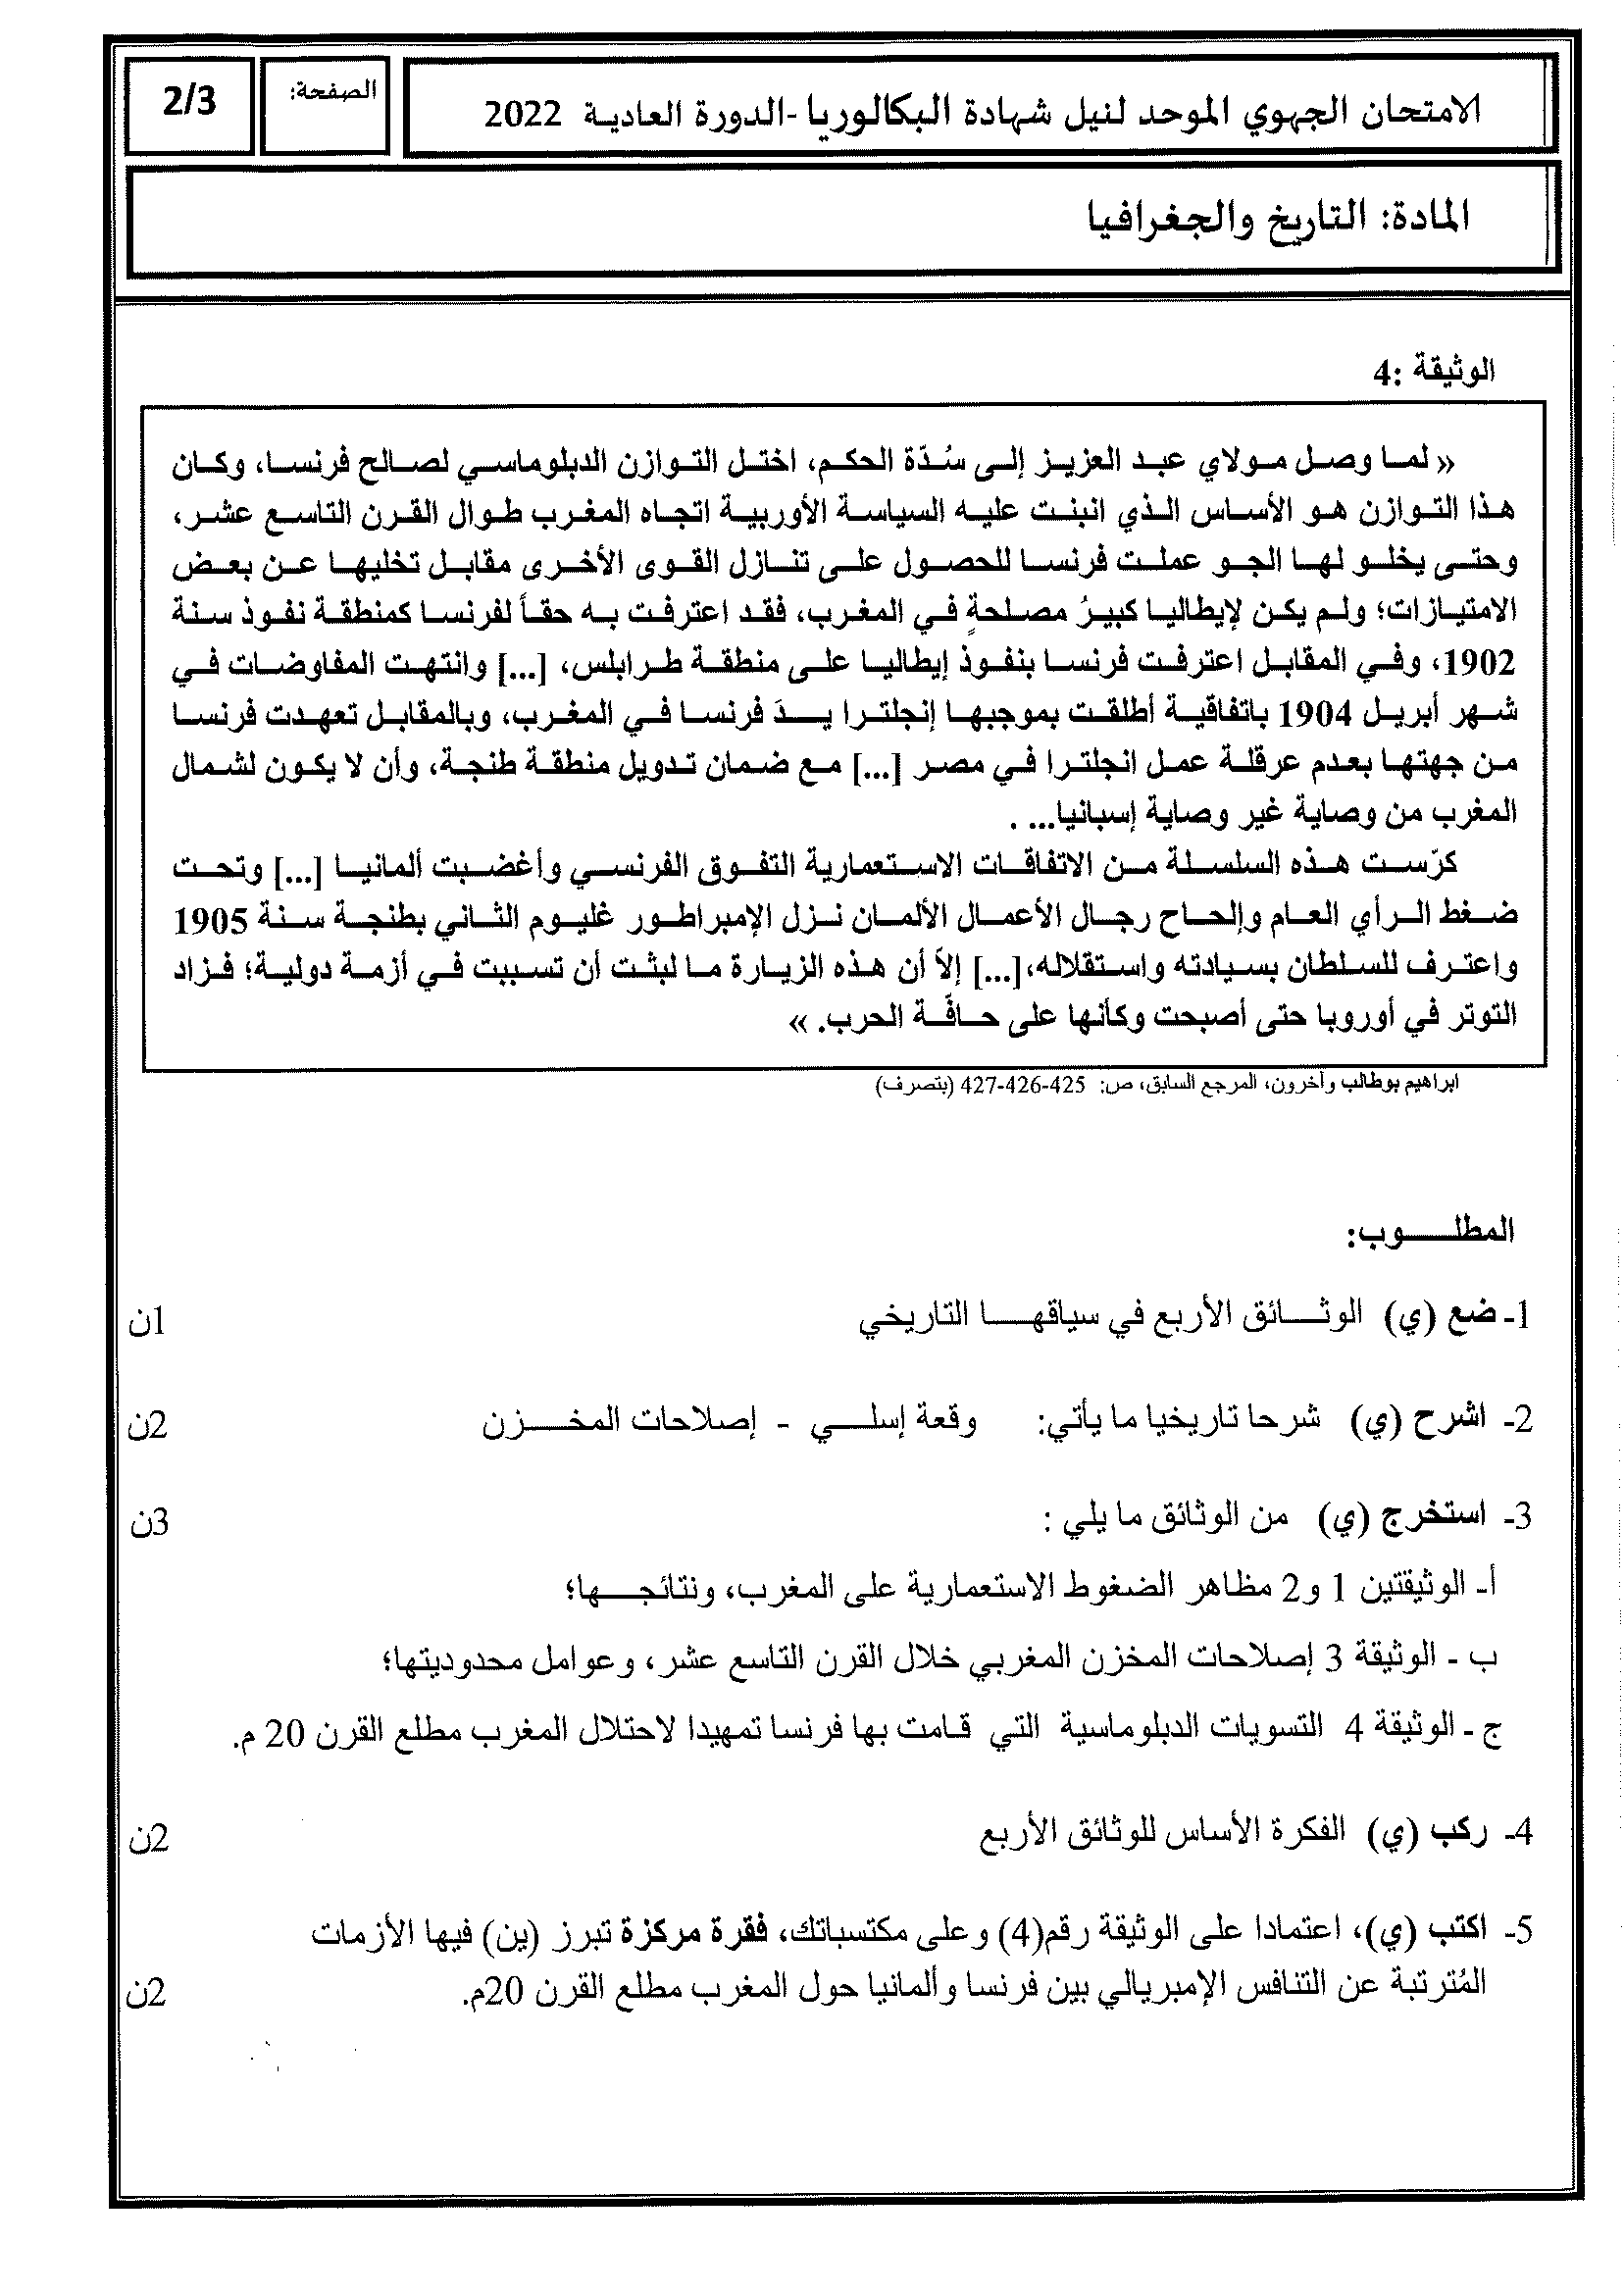 الامتحان الجهوي الموحد لنيل شهادة البكالوريا -الدورة العادية 2022
الصفحة:
2/3
المادة: التاريخ والجغرافيا
الوثيقة 4:
« لما وصل مولاي عبد العزيز إلى سُدّة الحكم، اختل التوازن الدبلوماسي لصالح فرنسا، وكان
هذا التوازن هو الأساس الذي انبنت عليه السياسة الأوربية اتجاه المغرب طوال القرن التاسع عشر،
وحتى يخلو لها الجو عملت فرنسا للحصول على تنازل القوى الأخرى مقابل تخليها عن بعض
الامتيازات؛ ولم يكن لإيطاليا كبيرُ مصلحةٍ في المغرب، فقد اعترفت به حقاً لفرنسا كمنطقة نفوذ سنة
1902، وفي المقابل اعترفت فرنسا بنفوذ إيطاليا على منطقة طرابلس، [...] وانتهت المفاوضات في
شهر أبريل 1904 باتفاقية أطلقت بموجبها إنجلترا يدَ فرنسا في المغرب، وبالمقابل تعهدت فرنسا
من جهتها بعدم عرقلة عمل انجلترا في مصر [...] مع ضمان تدويل منطقة طنجة، وأن لا يكون لشمال
المغرب من وصاية غير وصاية إسبانيا... .
كرّست هذه السلسلة من الاتفاقات الاستعمارية التفوق الفرنسي وأغضبت ألمانيا [...] وتحت
ضغط الرأي العام وإلحاح رجال الأعمال الألمان نزل الإمبراطور غليوم الثاني بطنجة سنة 1905
واعترف للسلطان بسيادته واستقلاله،[...] إلاّ أن هذه الزيارة ما لبثت أن تسببت في أزمة دولية؛ فزاد
التوتر في أوروبا حتى أصبحت وكأنها على حافّة الحرب. »
ابراهيم بوطالب وآخرون، المرجع السابق، ص: 425-426-427 (بتصرف)
المطلوب:
1- ضع (ي) الوثائق الأربع في سياقها التاريخي 1ن
2- اشرح (ي) شرحا تاريخيا ما يأتي: وقعة إسلي - إصلاحات المخزن 2ن
3- استخرج (ي) من الوثائق ما يلي : 3ن
أ- الوثيقتين 1 و2 مظاهر الضغوط الاستعمارية على المغرب، ونتائجها؛
ب - الوثيقة 3 إصلاحات المخزن المغربي خلال القرن التاسع عشر، وعوامل محدوديتها؛
ج - الوثيقة 4 التسويات الدبلوماسية التي قامت بها فرنسا تمهيدا لاحتلال المغرب مطلع القرن 20 م.
4- ركب (ي) الفكرة الأساس للوثائق الأربع 2ن
5- اكتب (ي)، اعتمادا على الوثيقة رقم(4) وعلى مكتسباتك، فقرة مركزة تبرز (ين) فيها الأزمات
المُترتبة عن التنافس الإمبريالي بين فرنسا وألمانيا حول المغرب مطلع القرن 20م. 2ن